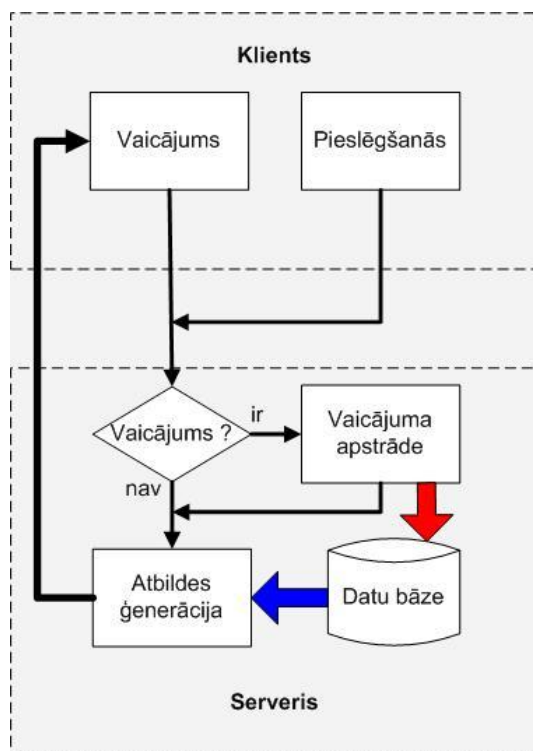 Klients
Vaicājums
Pieslēgšanās
Vaicājums ?
ir
Vaicājuma
apstrāde
nav
Atbildes
ģenerācija
Datu bāze
Serveris